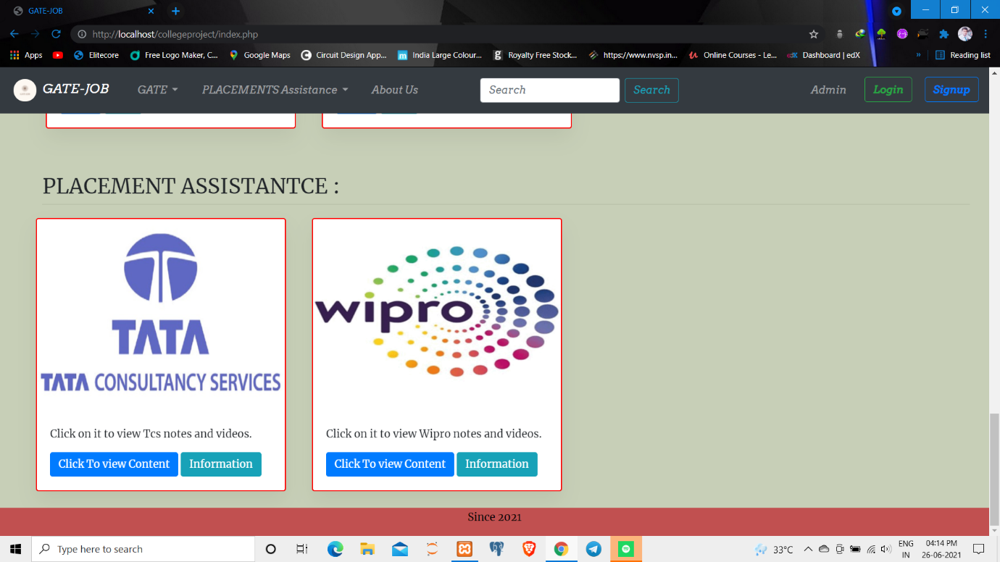 GATE-JOB
http://localhost/collegeproject/index.php
Apps Elitecore Free Logo Maker, C... Google Maps Circuit Design App... India Large Colour... Royalty Free Stock... https://www.nvsp.in... Online Courses - Le... Dashboard | edX » Reading list
GATE-JOB GATE PLACEMENTS Assistance About Us Search Search Admin Login Signup
PLACEMENT ASSISTANTCE :
TATA
TATA CONSULTANCY SERVICES
Click on it to view Tcs notes and videos.
Click To view Content Information
wipro
Click on it to view Wipro notes and videos.
Click To view Content Information
Since 2021
Type here to search
33°C
ENG
IN
04:14 PM
26-06-2021